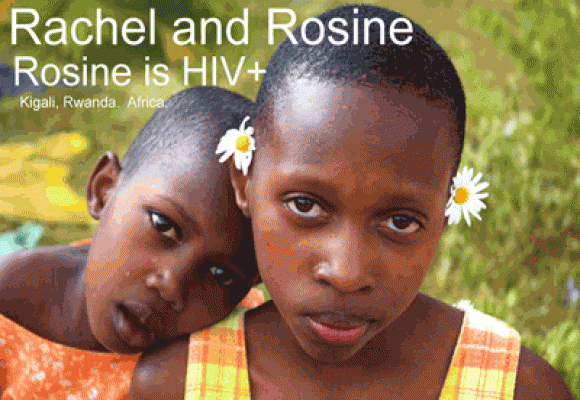 Rachel and Rosine
Rosine is HIV+
Kigali, Rwanda. Africa.